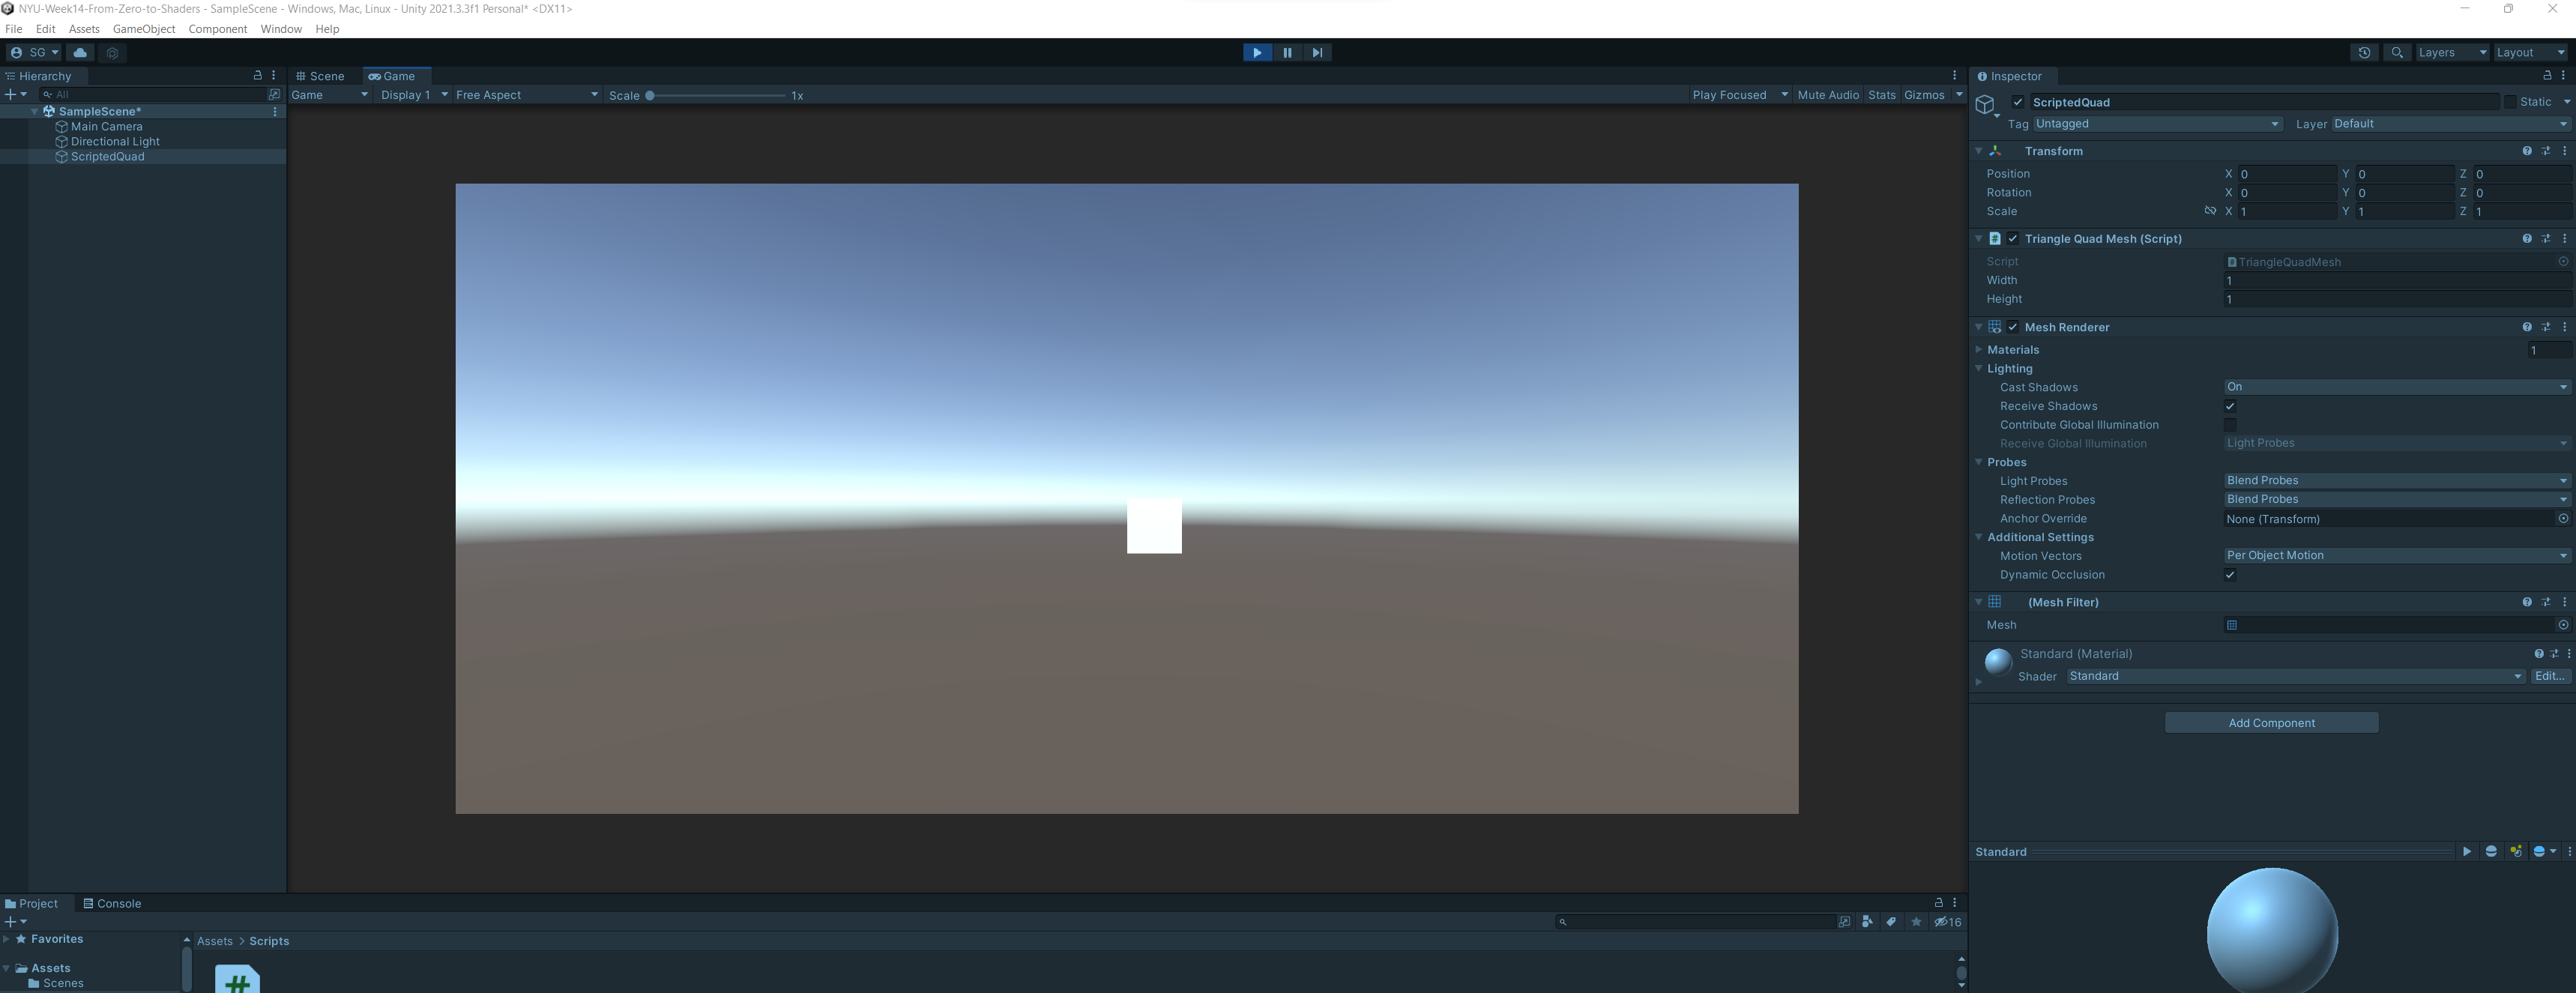 NYU-Week14-From-Zero-to-Shaders - SampleScene - Windows, Mac, Linux - Unity 2021.3.3f1 Personal* <DX11>
File Edit Assets GameObject Component Window Help
SG Layers Layout
Hierarchy
All
SampleScene*
Main Camera
Directional Light
ScriptedQuad
Scene Game
Game Display 1 Free Aspect Scale 1x Play Focused Mute Audio Stats Gizmos
Inspector
ScriptedQuad Static
Tag Untagged Layer Default
Transform
Position X 0 Y 0 Z 0
Rotation X 0 Y 0 Z 0
Scale X 1 Y 1 Z 1
# Triangle Quad Mesh (Script)
Script TriangleQuadMesh
Width 1
Height 1
Mesh Renderer
Materials 1
Lighting
Cast Shadows On
Receive Shadows
Contribute Global Illumination
Receive Global Illumination Light Probes
Probes
Light Probes Blend Probes
Reflection Probes Blend Probes
Anchor Override None (Transform)
Additional Settings
Motion Vectors Per Object Motion
Dynamic Occlusion
(Mesh Filter)
Mesh
Standard (Material)
Shader Standard Edit...
Add Component
Standard
Project Console
16
Favorites
Assets > Scripts
Assets
Scenes
#